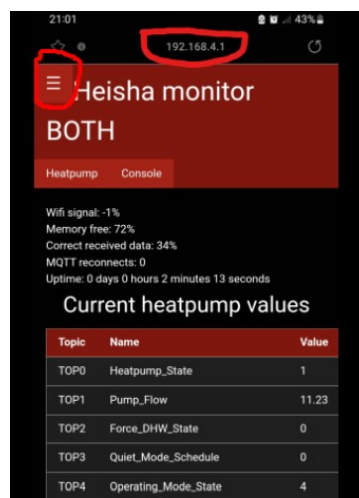 21:01
43%
192.168.4.1
Heisha monitor
BOTH
Heatpump Console
Wifi signal: -1%
Memory free: 72%
Correct received data: 34%
MQTT reconnects: 0
Uptime: 0 days 0 hours 2 minutes 13 seconds
Current heatpump values
Topic Name Value
TOP0 Heatpump_State 1
TOP1 Pump_Flow 11.23
TOP2 Force_DHW_State 0
TOP3 Quiet_Mode_Schedule 0
TOP4 Operating_Mode_State 4